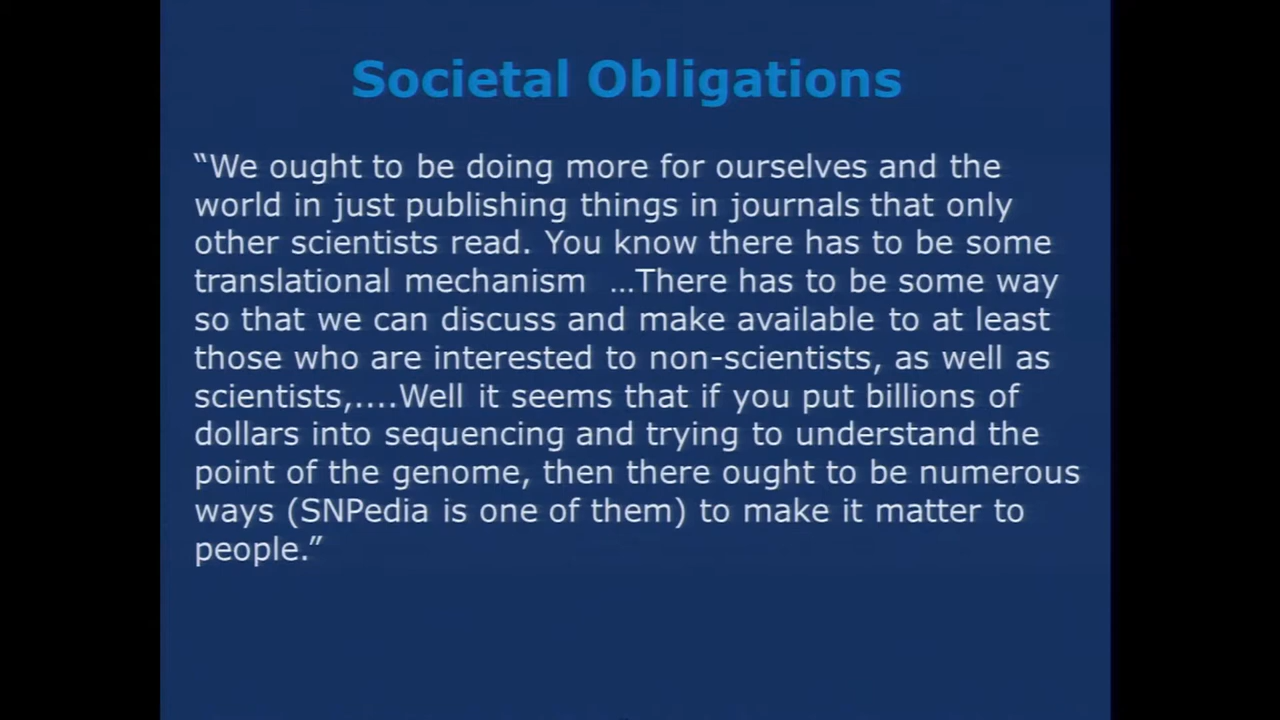 Societal Obligations
“We ought to be doing more for ourselves and the
world in just publishing things in journals that only
other scientists read. You know there has to be some
translational mechanism  …There has to be some way
so that we can discuss and make available to at least
those who are interested to non-scientists, as well as
scientists,....Well it seems that if you put billions of
dollars into sequencing and trying to understand the
point of the genome, then there ought to be numerous
ways (SNPedia is one of them) to make it matter to
people.”